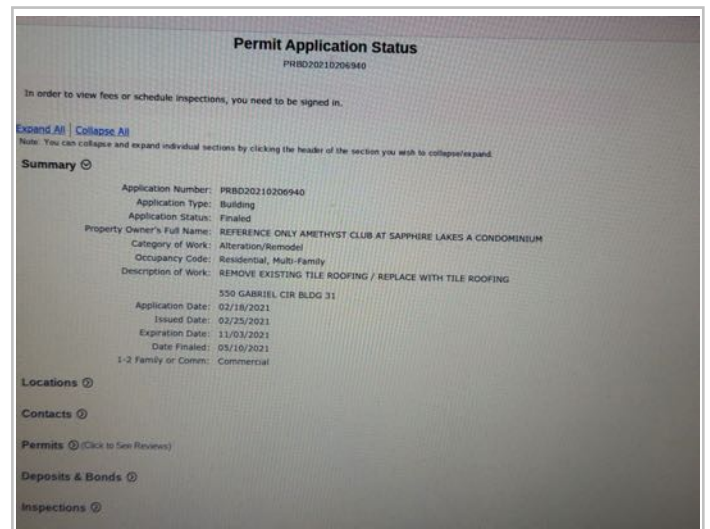 Permit Application Status
PRBD20210206940
In order to view fees or schedule inspections, you need to be signed in.
Expand All | Collapse All
Note: You can collapse and expand individual sections by clicking the header of the section you wish to collapse/expand.
Summary
Application Number: PRBD20210206940
Application Type: Building
Application Status: Finaled
Property Owner's Full Name: REFERENCE ONLY AMETHYST CLUB AT SAPPHIRE LAKES A CONDOMINIUM
Category of Work: Alteration/Remodel
Occupancy Code: Residential, Multi-Family
Description of Work: REMOVE EXISTING TILE ROOFING / REPLACE WITH TILE ROOFING
550 GABRIEL CIR BLDG 31
Application Date: 02/18/2021
Issued Date: 02/25/2021
Expiration Date: 11/03/2021
Date Finaled: 05/10/2021
1-2 Family or Comm: Commercial
Locations
Contacts
Permits (Click to See Reviews)
Deposits & Bonds
Inspections